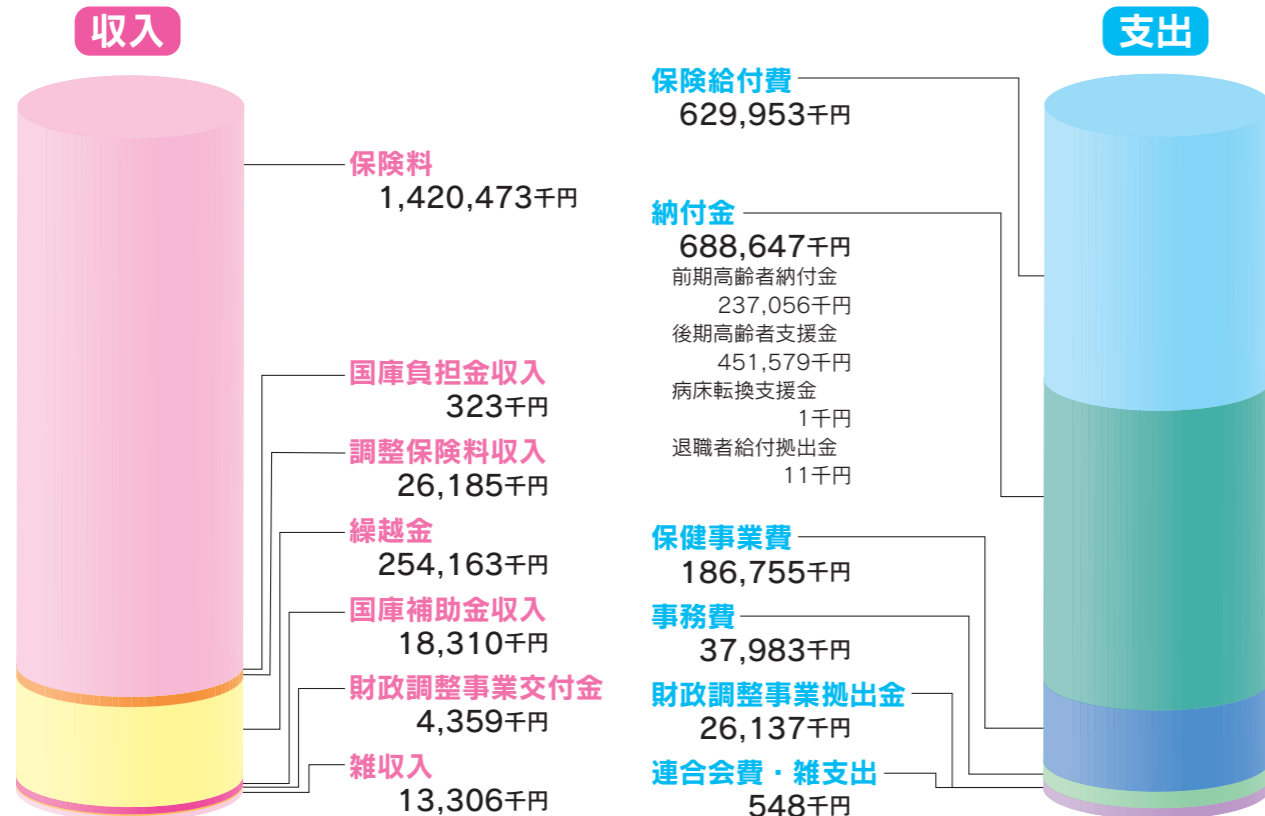 収入
保険料
1,420,473千円
国庫負担金収入
323千円
調整保険料収入
26,185千円
繰越金
254,163千円
国庫補助金収入
18,310千円
財政調整事業交付金
4,359千円
雑収入
13,306千円
支出
保険給付費
629,953千円
納付金
688,647千円
前期高齢者納付金
237,056千円
後期高齢者支援金
451,579千円
病床転換支援金
1千円
退職者給付拠出金
11千円
保健事業費
186,755千円
事務費
37,983千円
財政調整事業拠出金
26,137千円
連合会費・雑支出
548千円